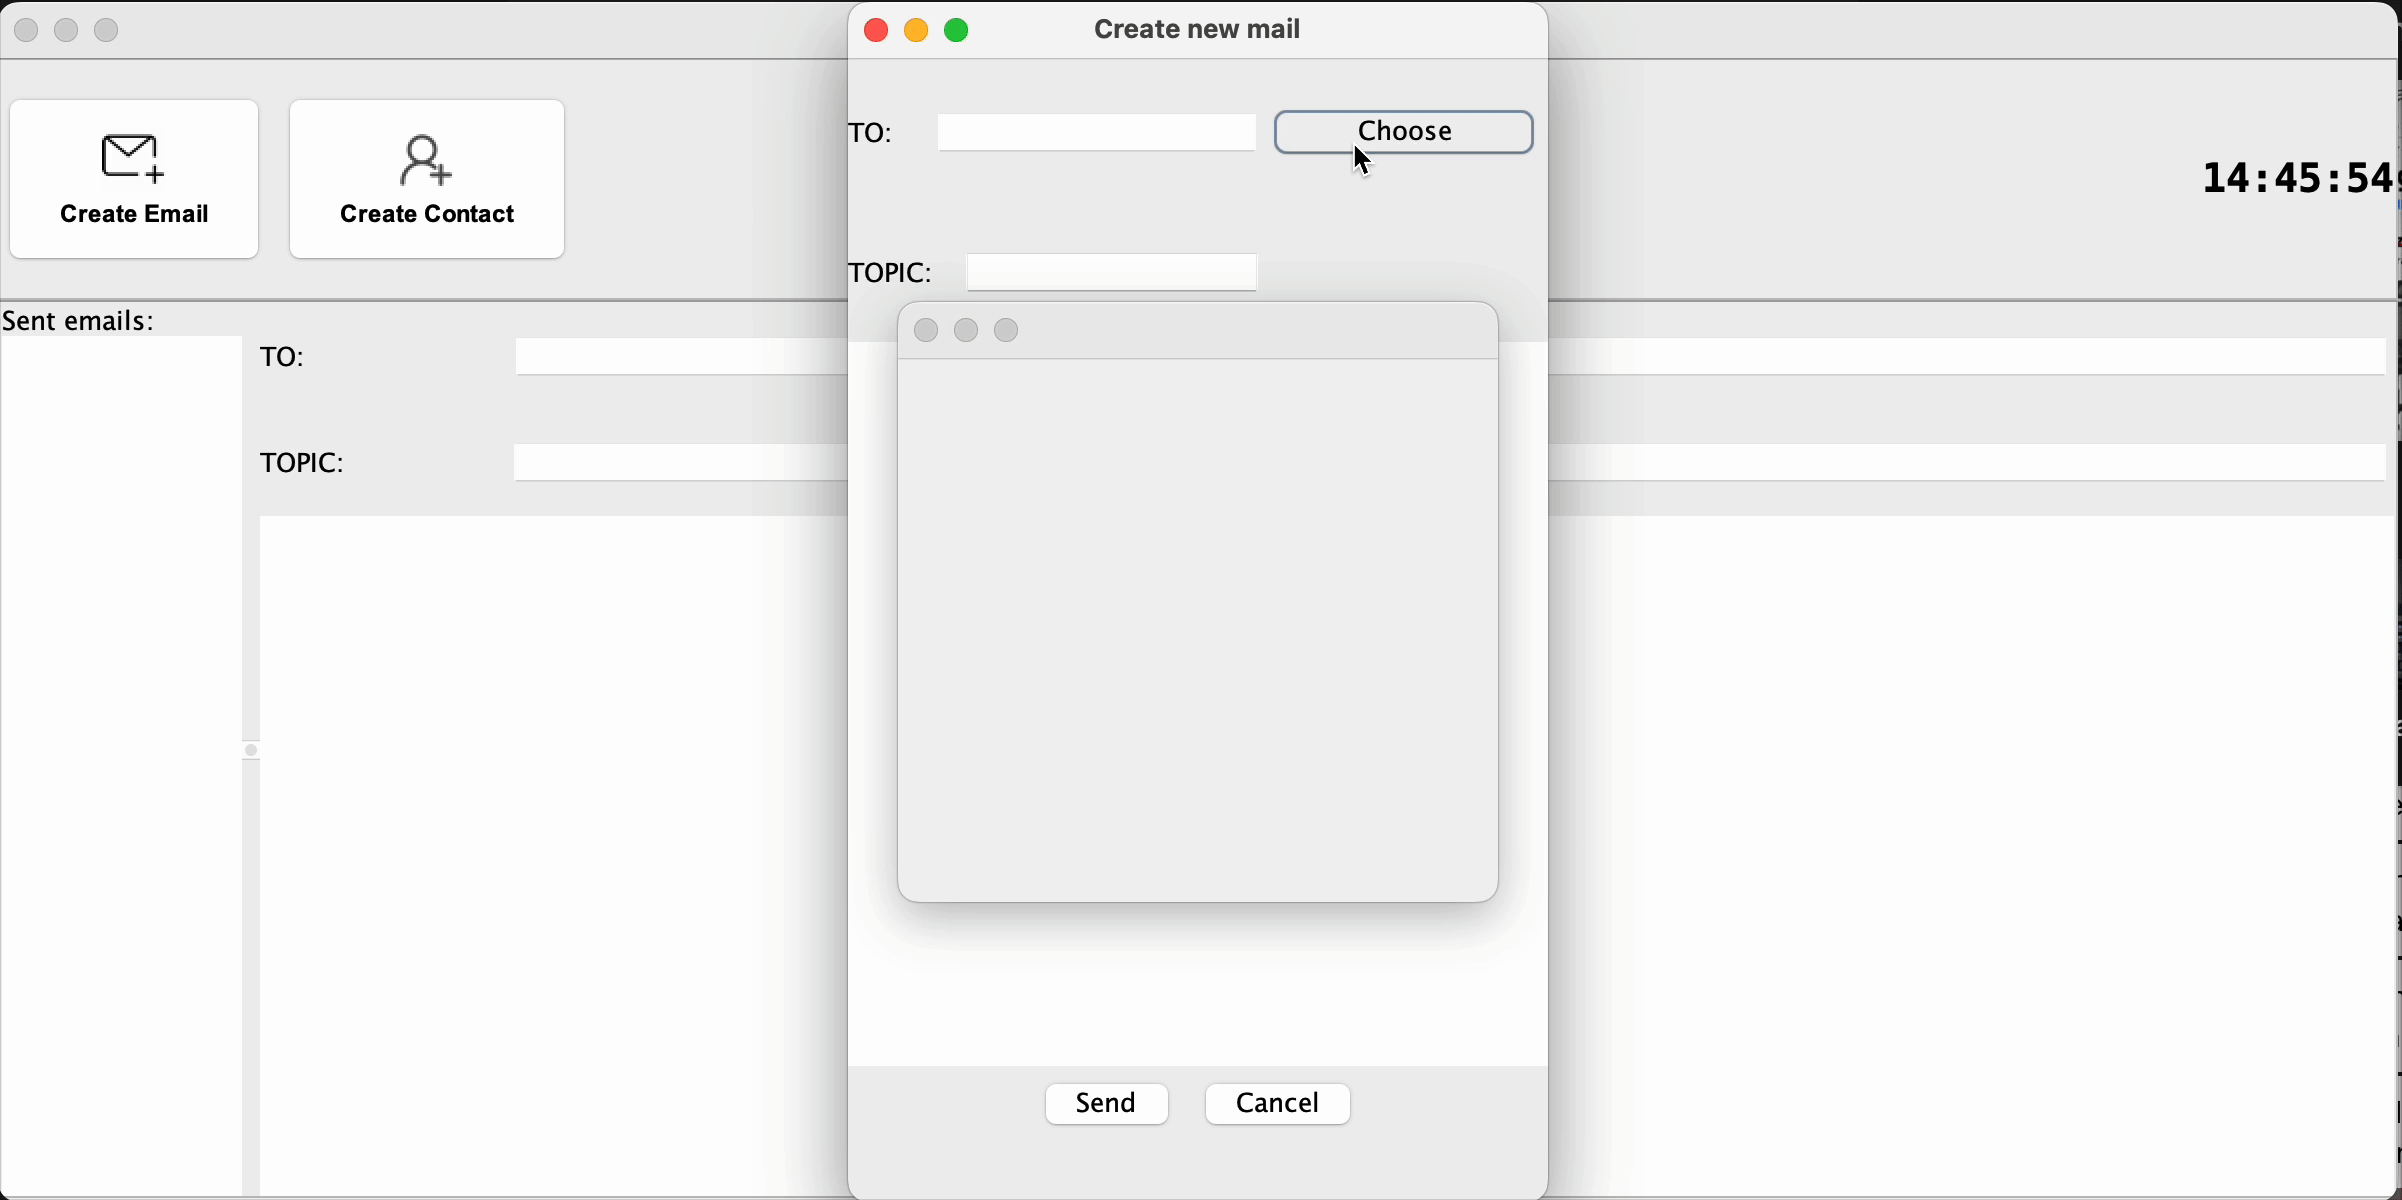 Create new mail
TO:
Choose
Create Email
Create Contact
14:45:54
TOPIC:
Sent emails:
TO:
TOPIC:
Send
Cancel